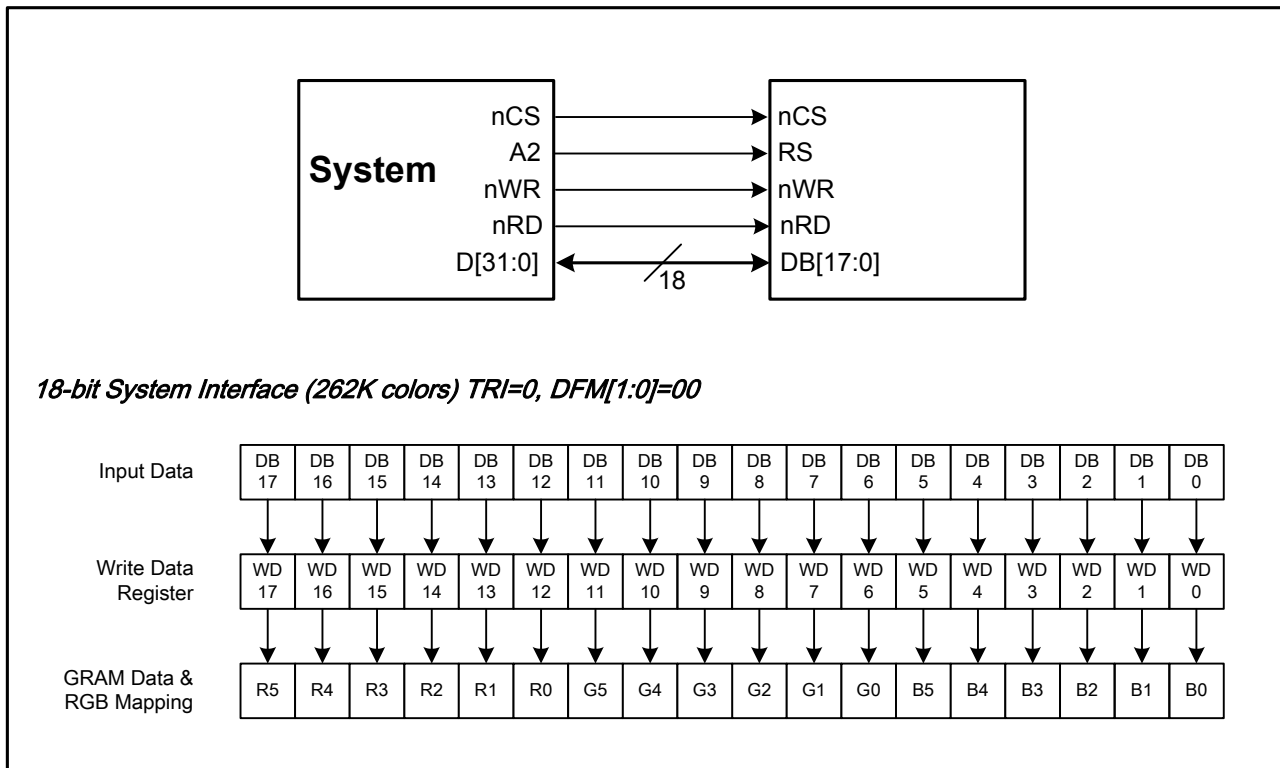 System
nCS nCS
A2 RS
nWR nWR
nRD nRD
D[31:0] DB[17:0]
18
18-bit System Interface (262K colors) TRI=0, DFM[1:0]=00
Input Data
DB 17 DB 16 DB 15 DB 14 DB 13 DB 12 DB 11 DB 10 DB 9 DB 8 DB 7 DB 6 DB 5 DB 4 DB 3 DB 2 DB 1 DB 0
Write Data
Register
WD 17 WD 16 WD 15 WD 14 WD 13 WD 12 WD 11 WD 10 WD 9 WD 8 WD 7 WD 6 WD 5 WD 4 WD 3 WD 2 WD 1 WD 0
GRAM Data &
RGB Mapping
R5 R4 R3 R2 R1 R0 G5 G4 G3 G2 G1 G0 B5 B4 B3 B2 B1 B0